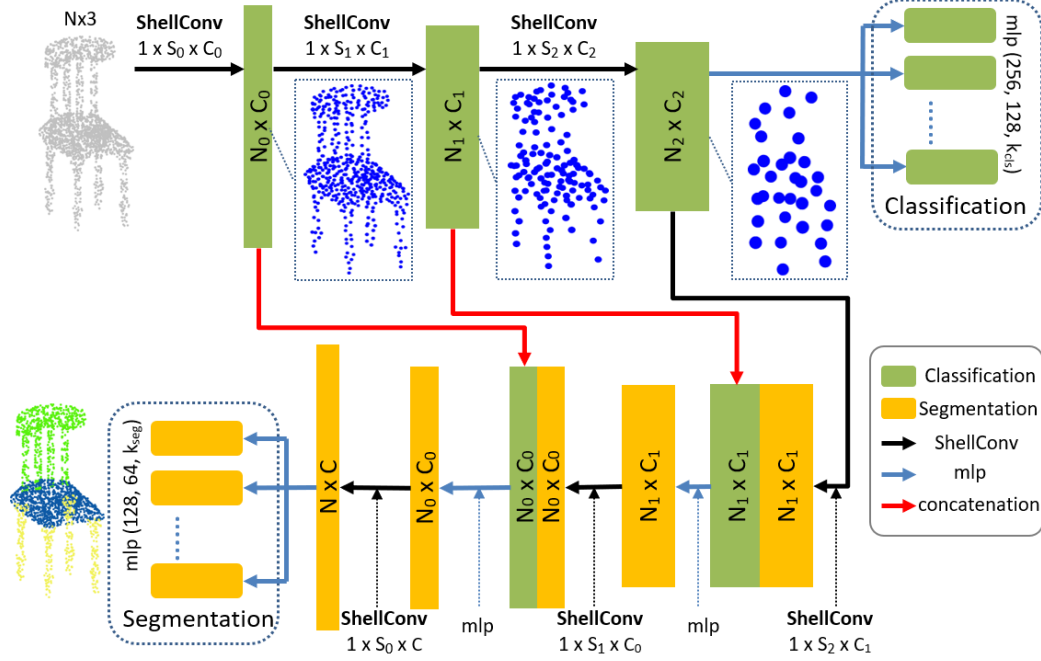 Nx3
ShellConv
1 x S₀ x C₀
ShellConv
1 x S₁ x C₁
ShellConv
1 x S₂ x C₂
N₀ x C₀
N₁ x C₁
N₂ x C₂
mlp (256, 128, k_cls)
Classification
Classification
Segmentation
ShellConv
mlp
concatenation
mlp (128, 64, k_seg)
Segmentation
N x C
N₀ x C₀
N₀ x C₀
N₀ x C₀
N₁ x C₁
N₁ x C₁
N₁ x C₁
ShellConv
1 x S₀ x C
mlp
ShellConv
1 x S₁ x C₀
mlp
ShellConv
1 x S₂ x C₁